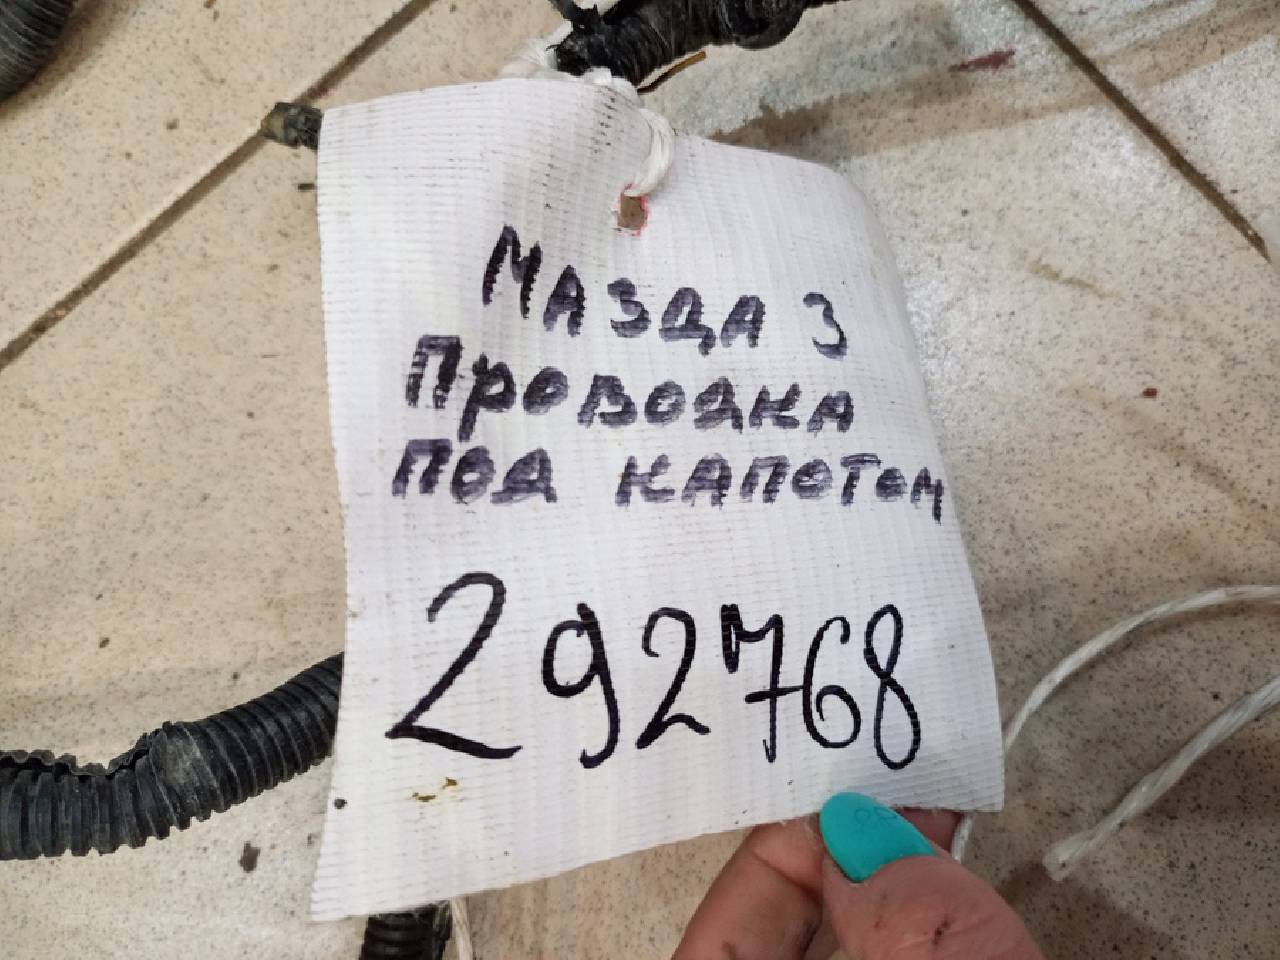 Мазда 3
Проводка
под капотом
292768